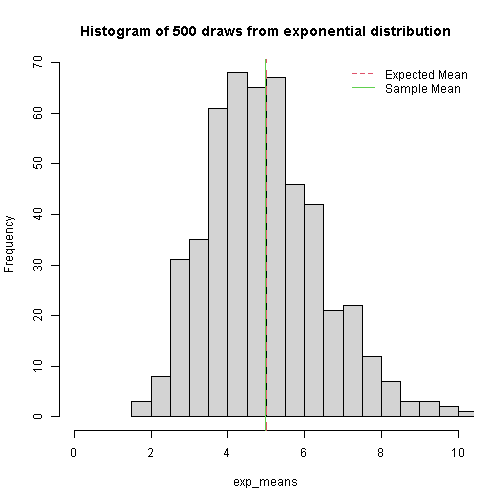 Histogram of 500 draws from exponential distribution
Expected Mean
Sample Mean
Frequency
70
60
50
40
30
20
10
0
0 2 4 6 8 10
exp_means